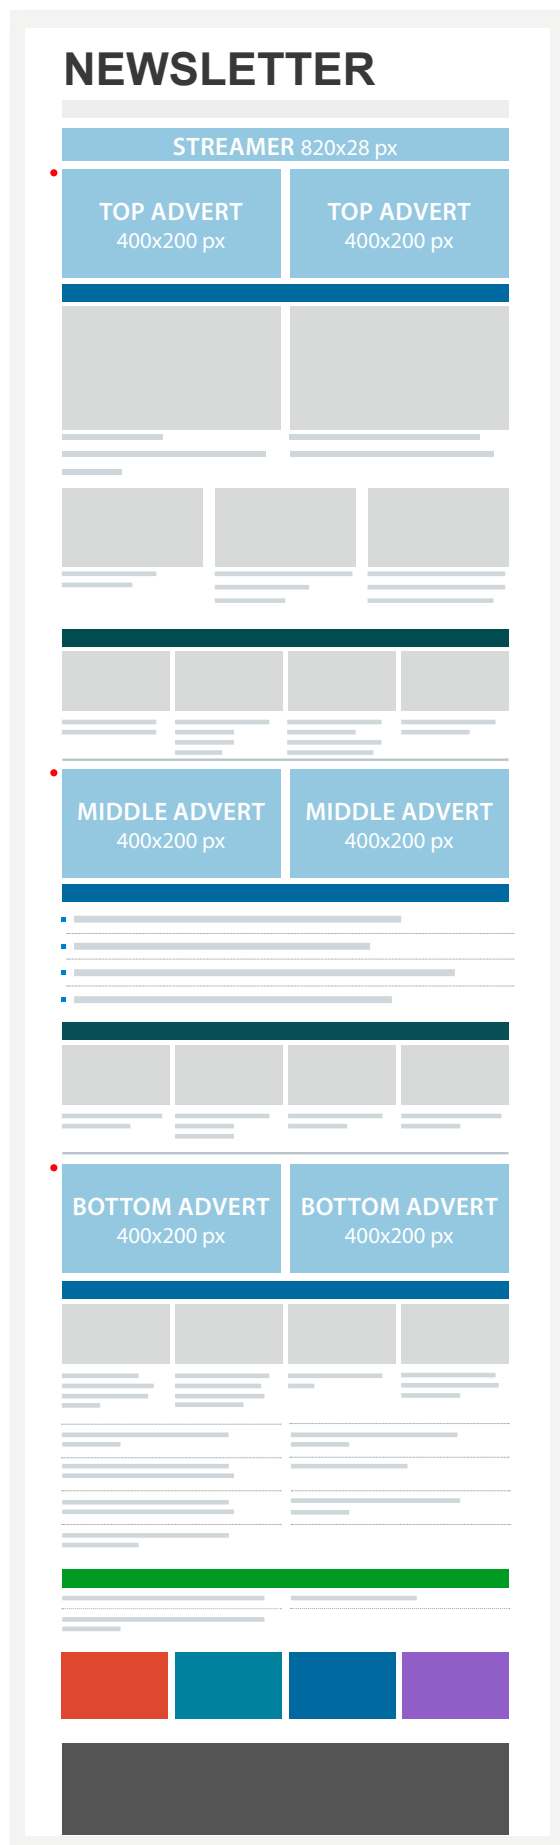 NEWSLETTER
STREAMER 820x28 px
TOP ADVERT
400x200 px
TOP ADVERT
400x200 px
MIDDLE ADVERT
400x200 px
MIDDLE ADVERT
400x200 px
BOTTOM ADVERT
400x200 px
BOTTOM ADVERT
400x200 px